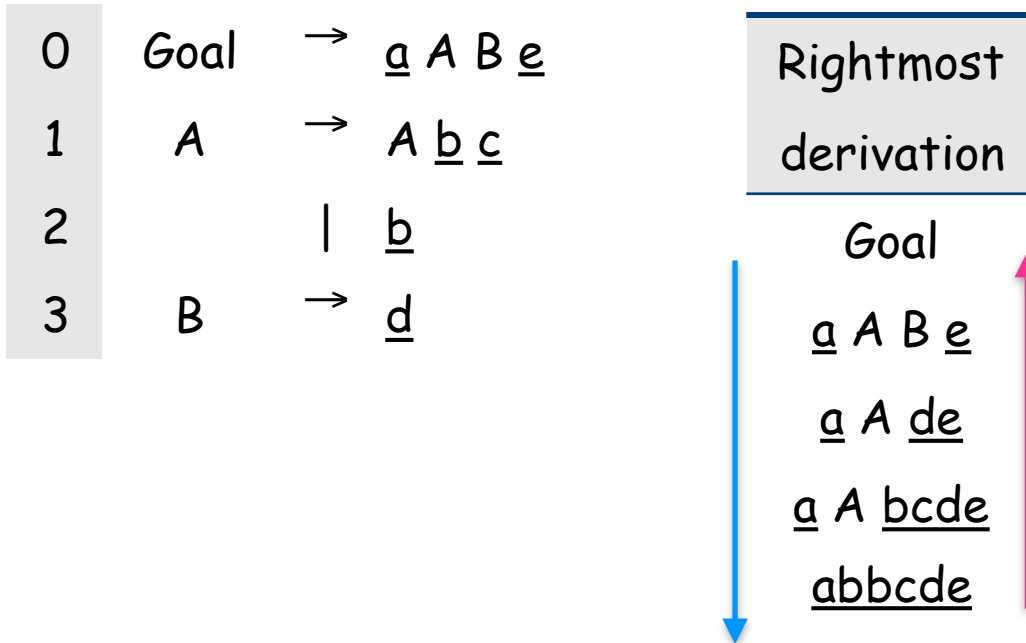 0 Goal → a A B e
1 A → A b c
2 | b
3 B → d
Rightmost
derivation
Goal
a A B e
a A de
a A bcde
abbcde